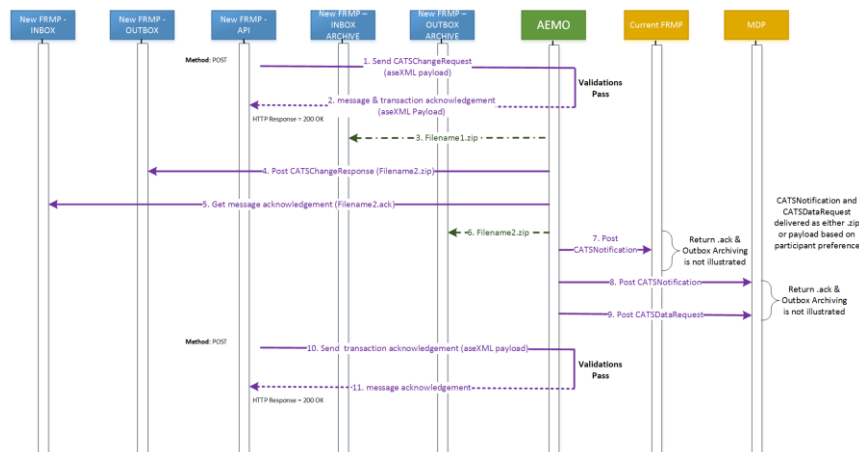 New FRMP -
INBOX
New FRMP -
OUTBOX
New FRMP -
API
New FRMP –
INBOX
ARCHIVE
New FRMP –
OUTBOX
ARCHIVE
AEMO
Current FRMP
MDP
Method: POST
1. Send CATSChangeRequest
(aseXML payload)
Validations
Pass
2. message & transaction acknowledgement
(aseXML Payload)
HTTP Response = 200 OK
3. Filename1.zip
4. Post CATSChangeResponse (Filename2.zip)
5. Get message acknowledgement (Filename2.ack)
CATSNotification and
CATSDataRequest
delivered as either .zip
or payload based on
participant preference
6. Filename2.zip
7. Post
CATSNotification
Return .ack &
Outbox Archiving
is not illustrated
8. Post CATSNotification
Return .ack &
Outbox Archiving
is not illustrated
9. Post CATSDataRequest
Method: POST
10. Send transaction acknowledgement (aseXML payload)
Validations
Pass
11. message acknowledgement
HTTP Response = 200 OK